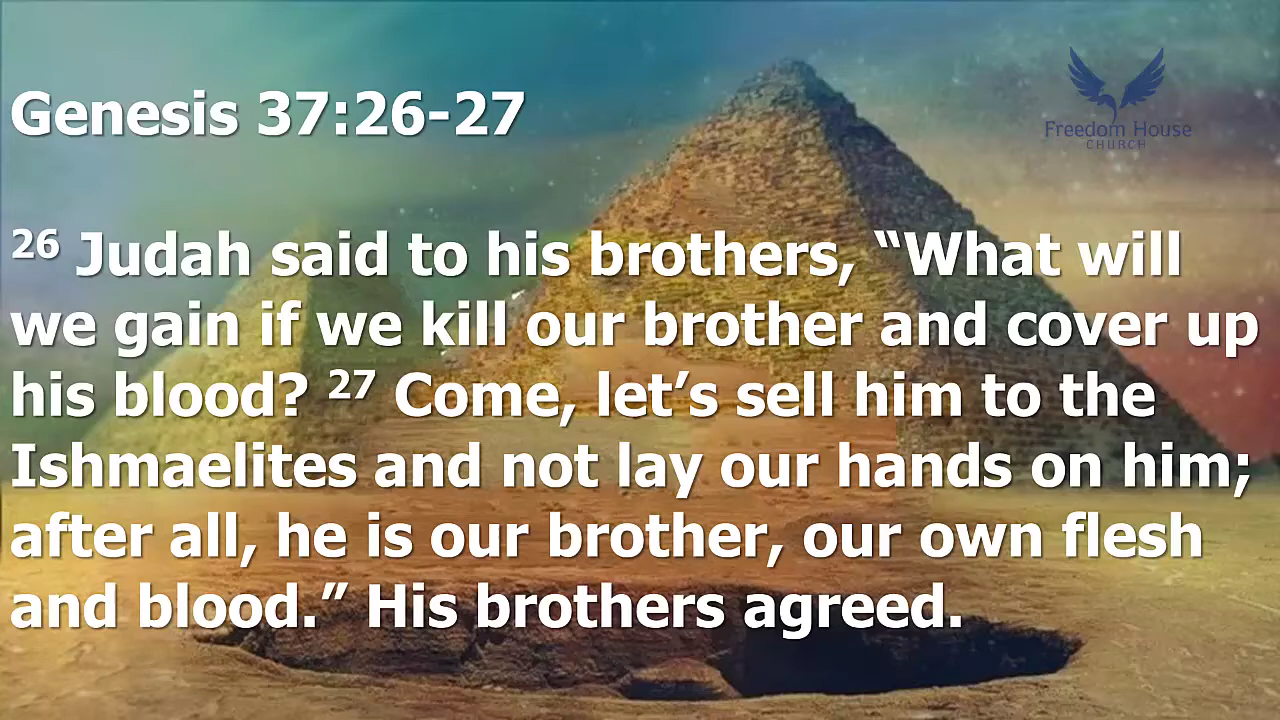 Freedom House
CHURCH
Genesis 37:26-27
26 Judah said to his brothers, “What will
we gain if we kill our brother and cover up
his blood? 27 Come, let’s sell him to the
Ishmaelites and not lay our hands on him;
after all, he is our brother, our own flesh
and blood.” His brothers agreed.